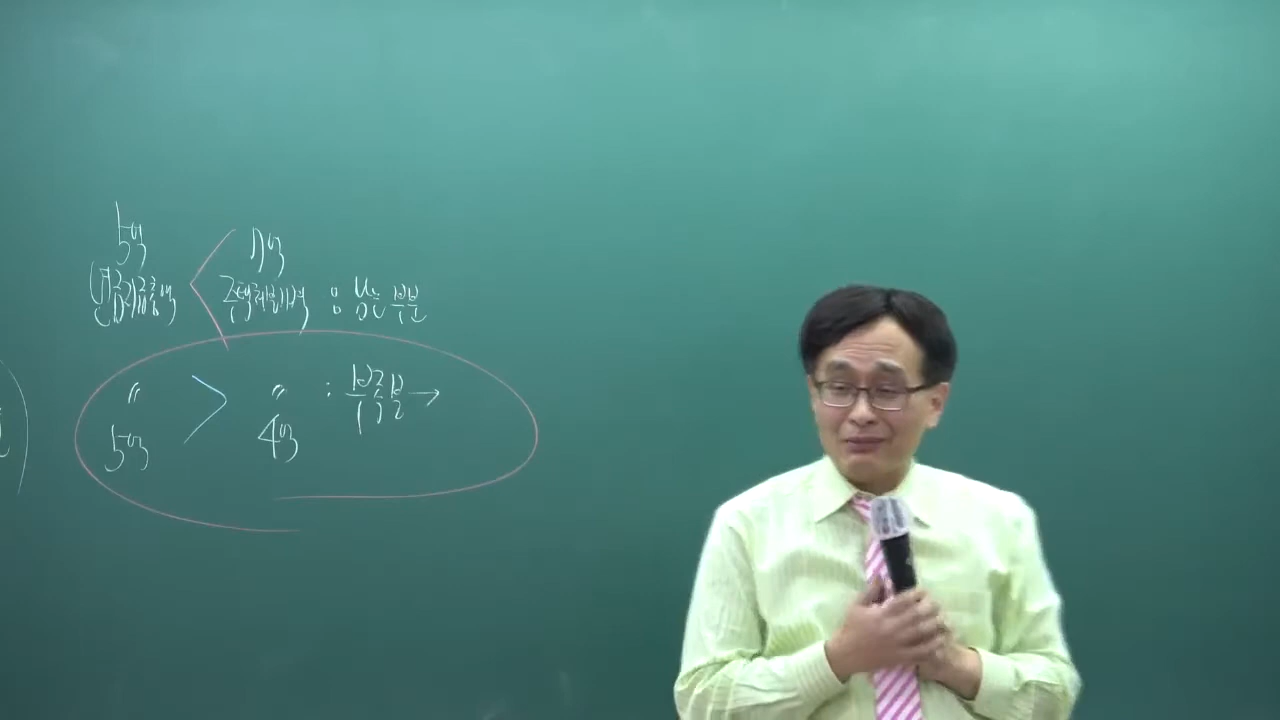 5억 < 7억
(연금지급총액 주택처분가격 : 남는 부분
〃 > 〃 : 부족분 →
5억 4억